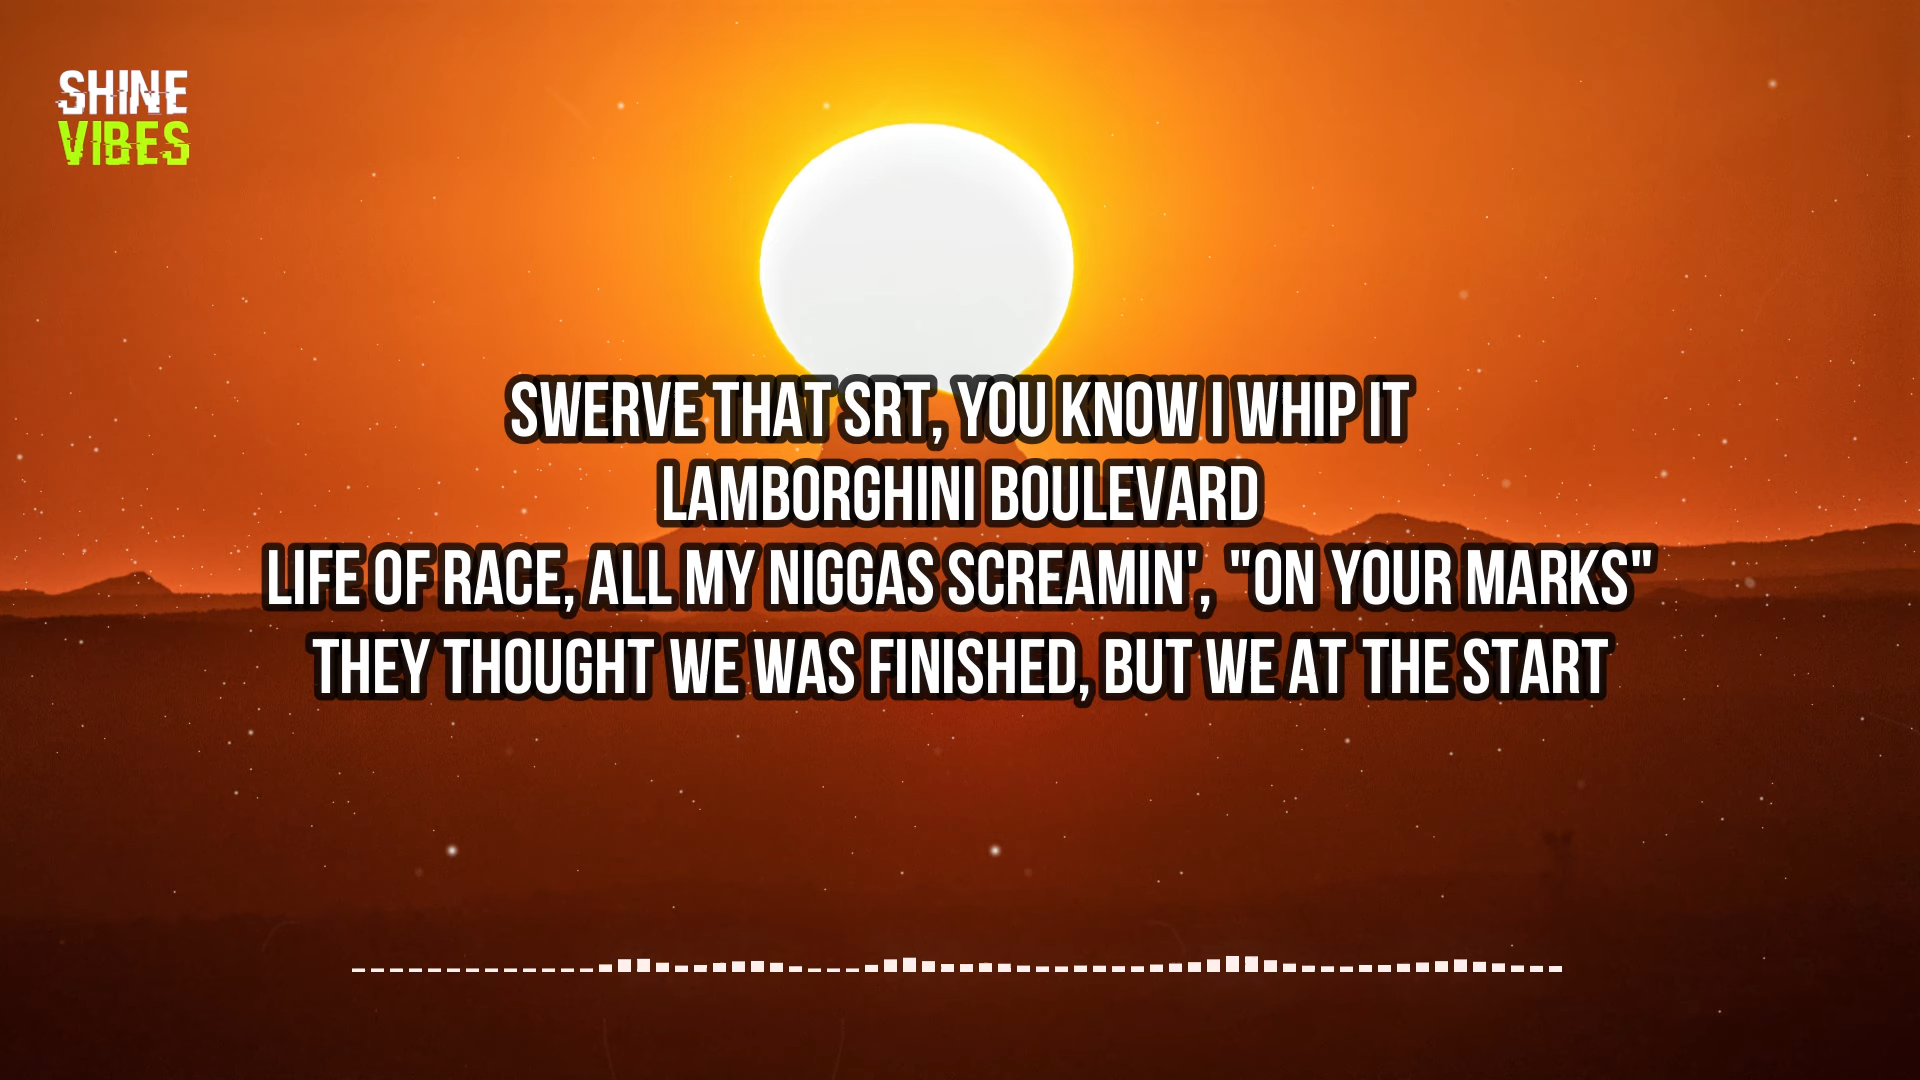 SHINE
VIBES
SWERVE THAT SRT, YOU KNOW I WHIP IT
LAMBORGHINI BOULEVARD
LIFE OF RACE, ALL MY NIGGAS SCREAMIN', "ON YOUR MARKS"
THEY THOUGHT WE WAS FINISHED, BUT WE AT THE START